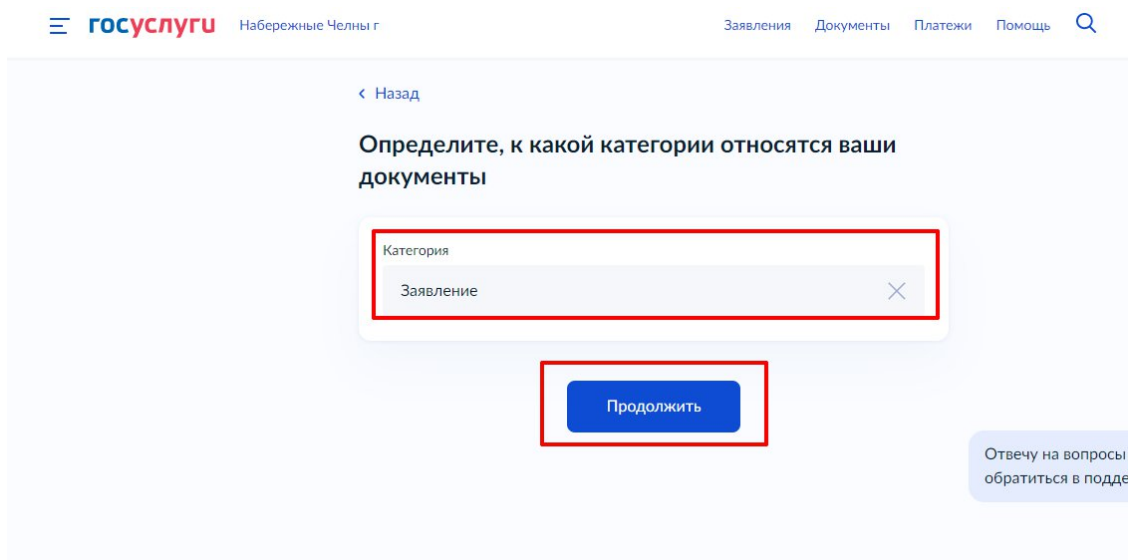 госуслуги Набережные Челны г Заявления Документы Платежи Помощь
Назад
Определите, к какой категории относятся ваши
документы
Категория
Заявление
Продолжить
Отвечу на вопросы
обратиться в